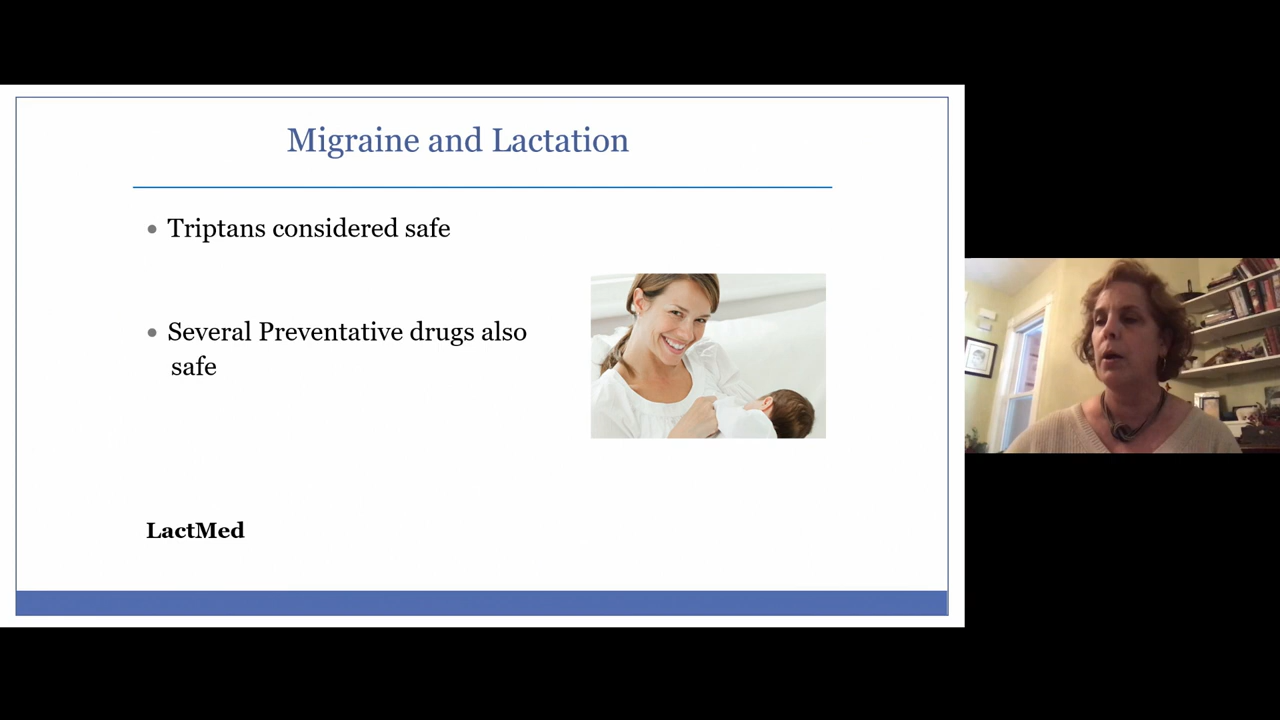 Migraine and Lactation
Triptans considered safe
Several Preventative drugs also
safe
LactMed